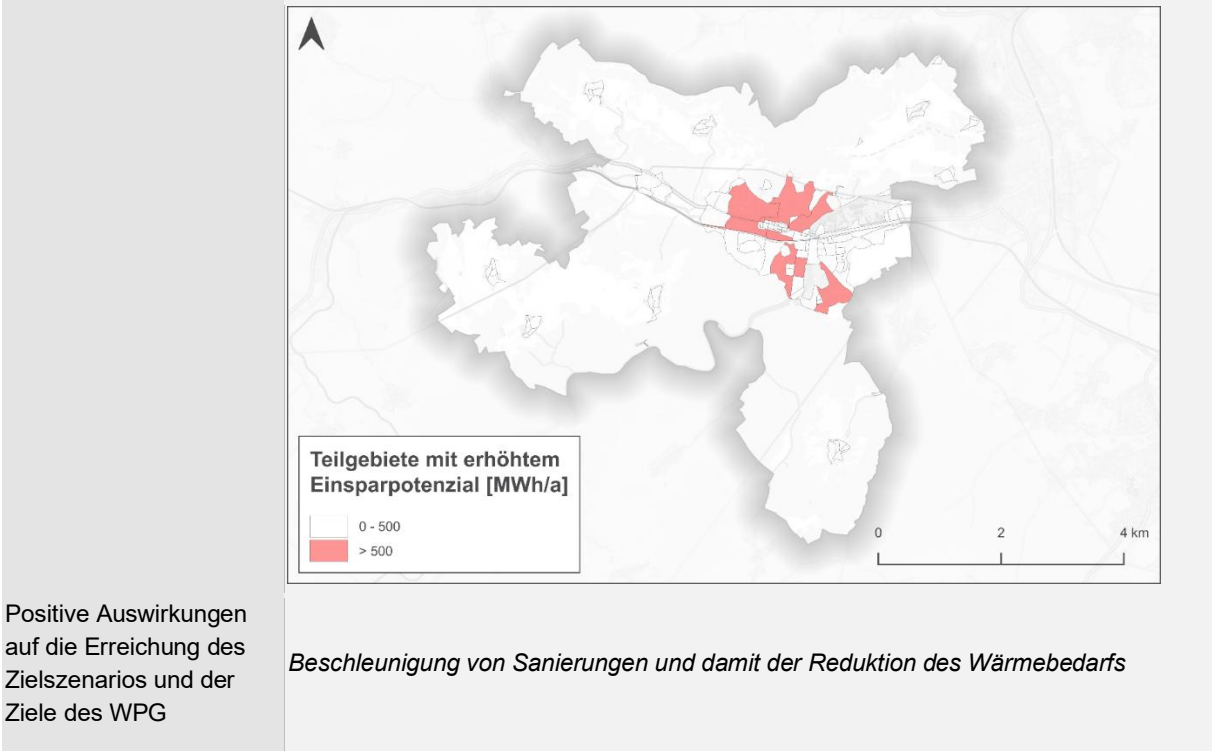 Teilgebiete mit erhöhtem
Einsparpotenzial [MWh/a]
0 - 500
> 500
0 2 4 km
Positive Auswirkungen
auf die Erreichung des
Zielszenarios und der
Ziele des WPG
Beschleunigung von Sanierungen und damit der Reduktion des Wärmebedarfs